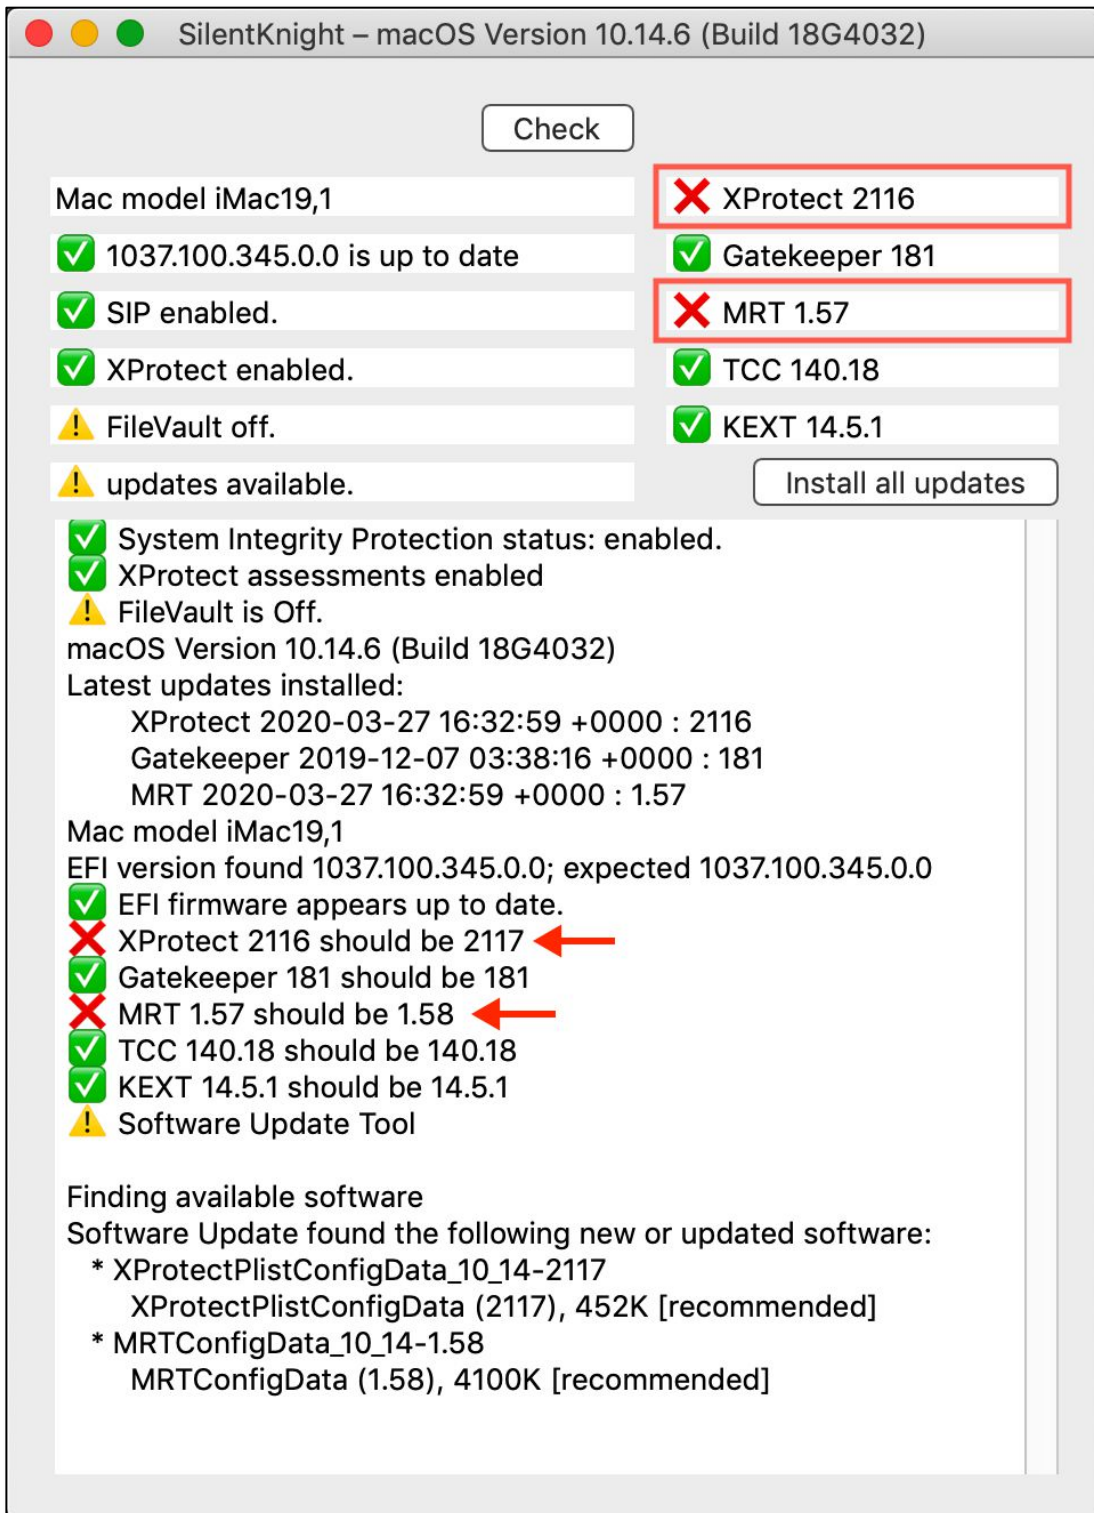 SilentKnight – macOS Version 10.14.6 (Build 18G4032)
Check
Mac model iMac19,1
XProtect 2116
1037.100.345.0.0 is up to date
Gatekeeper 181
SIP enabled.
MRT 1.57
XProtect enabled.
TCC 140.18
FileVault off.
KEXT 14.5.1
updates available.
Install all updates
System Integrity Protection status: enabled.
XProtect assessments enabled
FileVault is Off.
macOS Version 10.14.6 (Build 18G4032)
Latest updates installed:
XProtect 2020-03-27 16:32:59 +0000 : 2116
Gatekeeper 2019-12-07 03:38:16 +0000 : 181
MRT 2020-03-27 16:32:59 +0000 : 1.57
Mac model iMac19,1
EFI version found 1037.100.345.0.0; expected 1037.100.345.0.0
EFI firmware appears up to date.
XProtect 2116 should be 2117
Gatekeeper 181 should be 181
MRT 1.57 should be 1.58
TCC 140.18 should be 140.18
KEXT 14.5.1 should be 14.5.1
Software Update Tool
Finding available software
Software Update found the following new or updated software:
* XProtectPlistConfigData_10_14-2117
XProtectPlistConfigData (2117), 452K [recommended]
* MRTConfigData_10_14-1.58
MRTConfigData (1.58), 4100K [recommended]